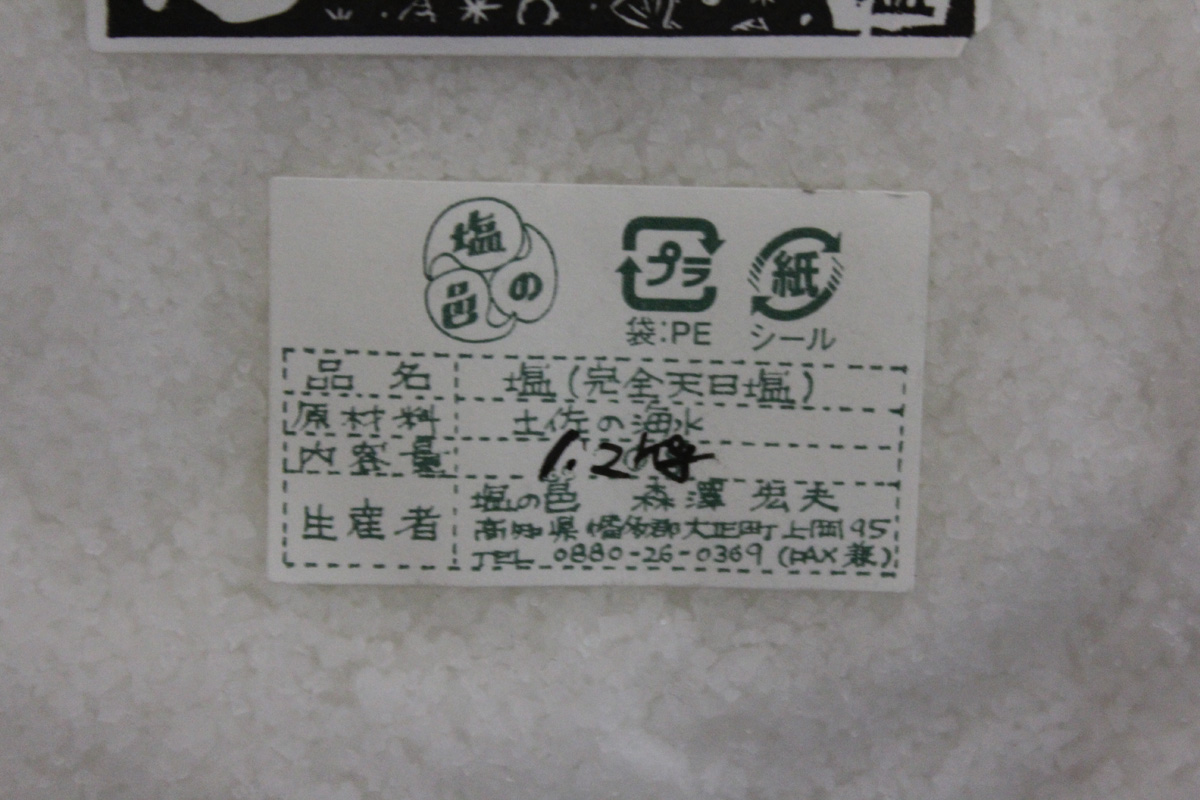 塩の邑
プラ
紙
袋:PE
シール
品名 塩(完全天日塩)
原材料 土佐の海水
内容量 1.2kg
生産者 塩の邑 森澤宏夫
高知県幡多郡大正町上岡95
TEL 0880-26-0369 (FAX兼)